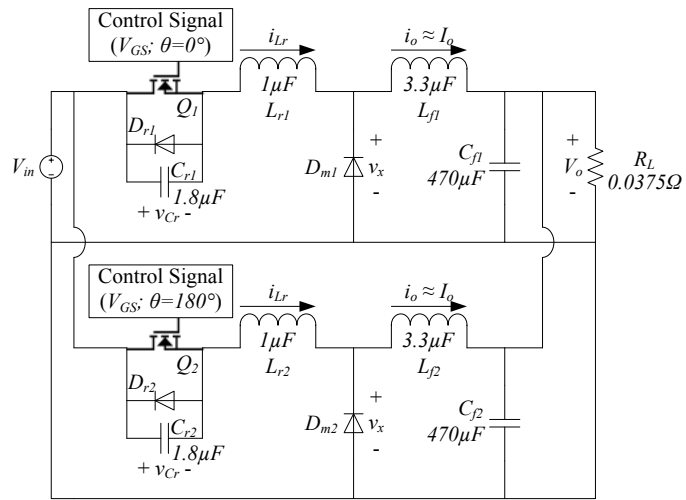 Control Signal
(V_GS; θ=0°)
i_Lr
i_o ≈ I_o
1μF
L_r1
3.3μF
L_f1
Q_1
D_r1
C_r1
1.8μF
+ v_Cr -
V_in
D_m1
+
v_x
-
C_f1
470μF
+
V_o
-
R_L
0.0375Ω
Control Signal
(V_GS; θ=180°)
i_Lr
i_o ≈ I_o
1μF
L_r2
3.3μF
L_f2
Q_2
D_r2
C_r2
1.8μF
+ v_Cr -
D_m2
+
v_x
-
C_f2
470μF